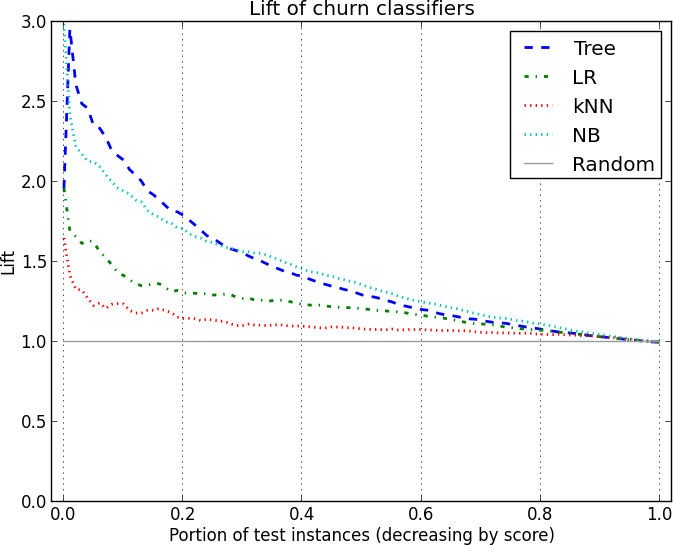 Lift of churn classifiers
Lift
3.0
2.5
2.0
1.5
1.0
0.5
0.0
Tree
LR
kNN
NB
Random
0.0 0.2 0.4 0.6 0.8 1.0
Portion of test instances (decreasing by score)